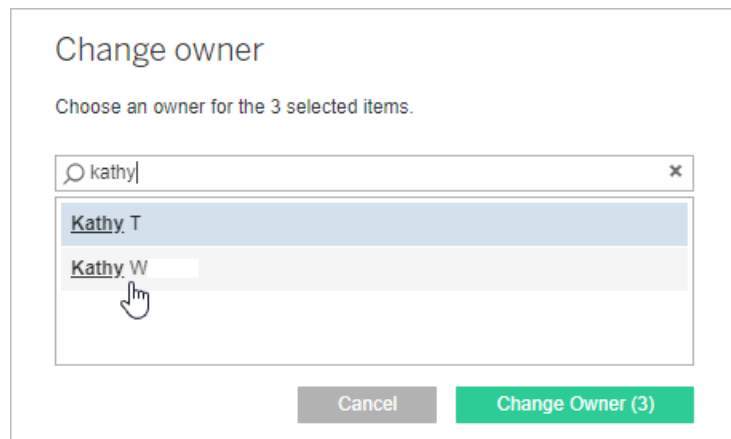 Change owner
Choose an owner for the 3 selected items.
kathy
Kathy T
Kathy W
Cancel Change Owner (3)